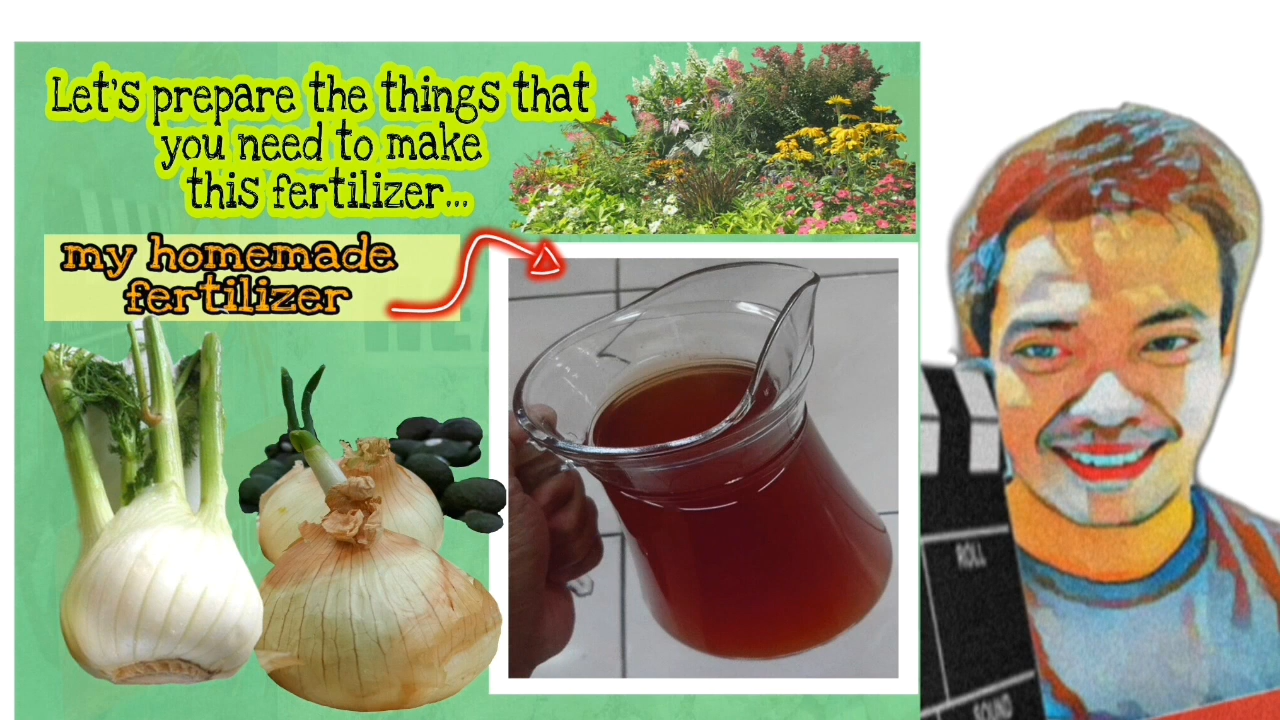 Let's prepare the things that
you need to make
this fertilizer...
my homemade
fertilizer
ROLL
SOUND